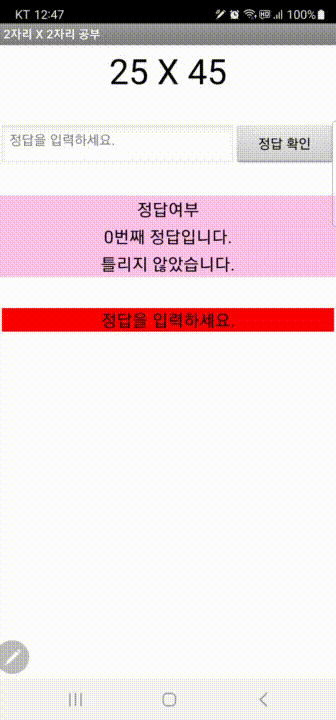 KT 12:47 100%
2자리 X 2자리 공부
25 X 45
정답을 입력하세요. 정답 확인
정답여부
0번째 정답입니다.
틀리지 않았습니다.
정답을 입력하세요.